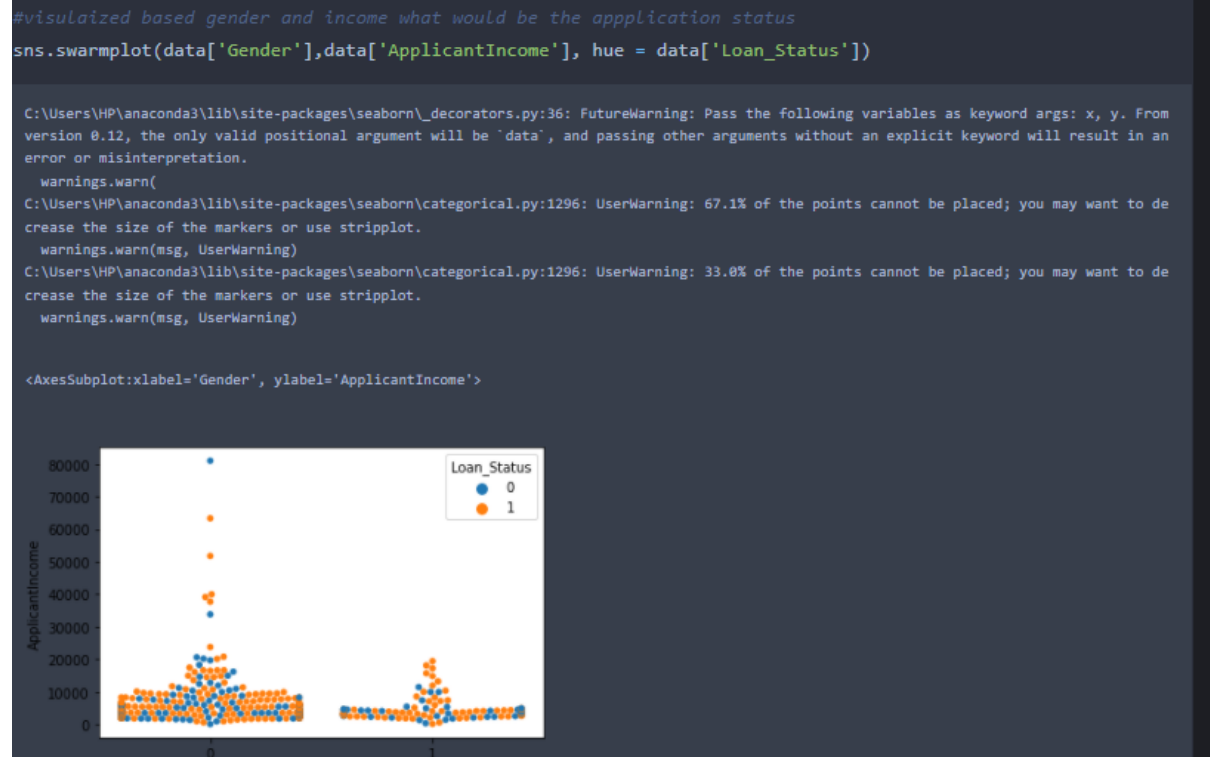 #visulaized based gender and income what would be the appplication status
sns.swarmplot(data['Gender'],data['ApplicantIncome'], hue = data['Loan_Status'])
C:\Users\HP\anaconda3\lib\site-packages\seaborn\_decorators.py:36: FutureWarning: Pass the following variables as keyword args: x, y. From
version 0.12, the only valid positional argument will be `data`, and passing other arguments without an explicit keyword will result in an
error or misinterpretation.
warnings.warn(
C:\Users\HP\anaconda3\lib\site-packages\seaborn\categorical.py:1296: UserWarning: 67.1% of the points cannot be placed; you may want to de
crease the size of the markers or use stripplot.
warnings.warn(msg, UserWarning)
C:\Users\HP\anaconda3\lib\site-packages\seaborn\categorical.py:1296: UserWarning: 33.0% of the points cannot be placed; you may want to de
crease the size of the markers or use stripplot.
warnings.warn(msg, UserWarning)
<AxesSubplot:xlabel='Gender', ylabel='ApplicantIncome'>
Loan_Status
0
1
80000
70000
60000
50000
40000
30000
20000
10000
0
ApplicantIncome
0 1